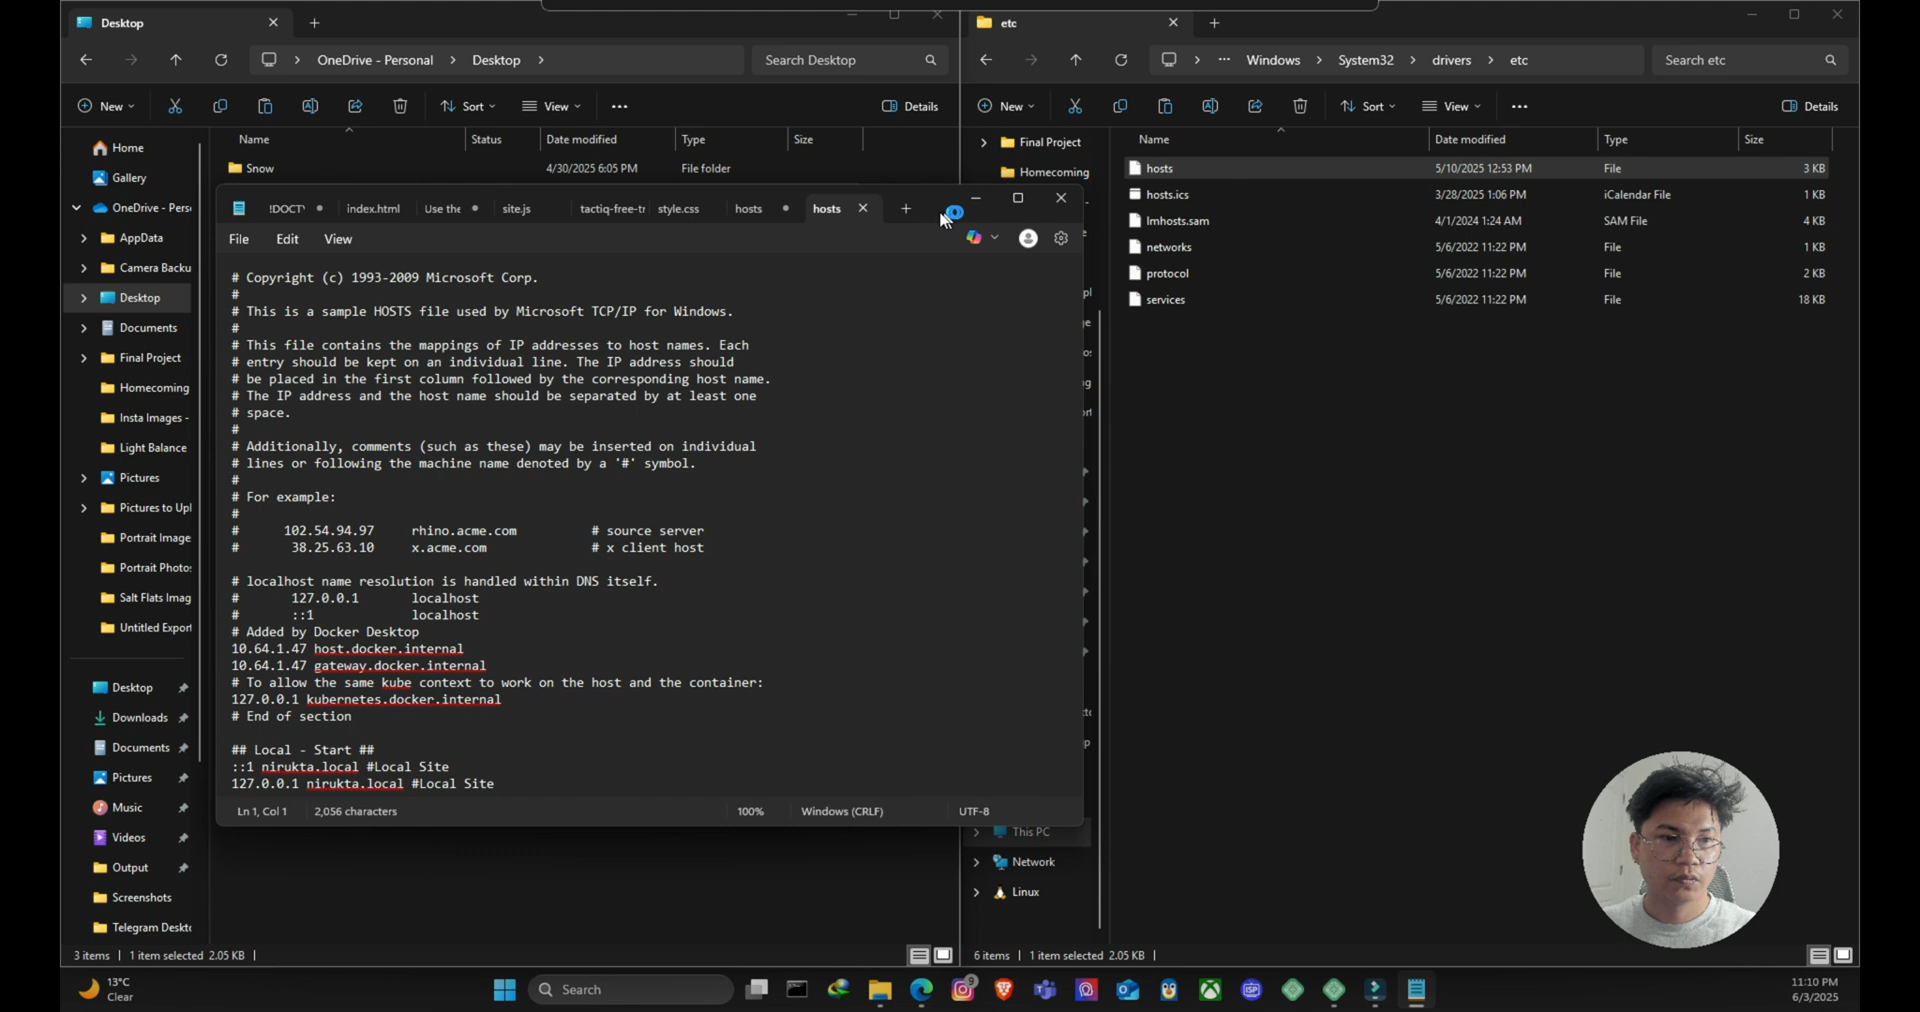 Desktop
etc
OneDrive - Personal > Desktop >
Search Desktop
Windows > System32 > drivers > etc
Search etc
New
Sort
View
Details
New
Sort
View
Details
Name
Status
Date modified
Type
Size
Name
Date modified
Type
Size
Snow 4/30/2025 6:05 PM File folder
Home
Gallery
OneDrive - Pers
AppData
Camera Backu
Desktop
Documents
Final Project
Homecoming
Insta Images -
Light Balance
Pictures
Pictures to Upl
Portrait Image
Portrait Photo
Salt Flats Imag
Untitled Export
Desktop
Downloads
Documents
Pictures
Music
Videos
Output
Screenshots
Telegram Deskto
Final Project
Homecoming
This PC
Network
Linux
hosts 5/10/2025 12:53 PM File 3 KB
hosts.ics 3/28/2025 1:06 PM iCalendar File 1 KB
lmhosts.sam 4/1/2024 1:24 AM SAM File 4 KB
networks 5/6/2022 11:22 PM File 1 KB
protocol 5/6/2022 11:22 PM File 2 KB
services 5/6/2022 11:22 PM File 18 KB
!DOCT
index.html
Use the
site.js
tactiq-free-tr
style.css
hosts
hosts
File
Edit
View
# Copyright (c) 1993-2009 Microsoft Corp.
#
# This is a sample HOSTS file used by Microsoft TCP/IP for Windows.
#
# This file contains the mappings of IP addresses to host names. Each
# entry should be kept on an individual line. The IP address should
# be placed in the first column followed by the corresponding host name.
# The IP address and the host name should be separated by at least one
# space.
#
# Additionally, comments (such as these) may be inserted on individual
# lines or following the machine name denoted by a '#' symbol.
#
# For example:
#
# 102.54.94.97 rhino.acme.com # source server
# 38.25.63.10 x.acme.com # x client host

# localhost name resolution is handled within DNS itself.
# 127.0.0.1 localhost
# ::1 localhost
# Added by Docker Desktop
10.64.1.47 host.docker.internal
10.64.1.47 gateway.docker.internal
# To allow the same kube context to work on the host and the container:
127.0.0.1 kubernetes.docker.internal
# End of section

## Local - Start ##
::1 nirukta.local #Local Site
127.0.0.1 nirukta.local #Local Site
Ln 1, Col 1
2,056 characters
100%
Windows (CRLF)
UTF-8
3 items
1 item selected 2.05 KB
6 items
1 item selected 2.05 KB
13°C
Clear
Search
9
ISP
11:10 PM
6/3/2025